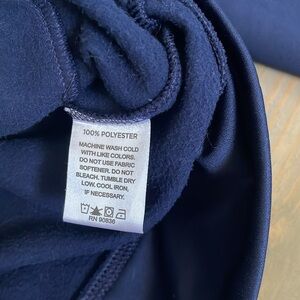 100% POLYESTER
MACHINE WASH COLD
WITH LIKE COLORS.
DO NOT USE FABRIC
SOFTENER. DO NOT
BLEACH. TUMBLE DRY
LOW. COOL IRON,
IF NECESSARY.
RN 90836